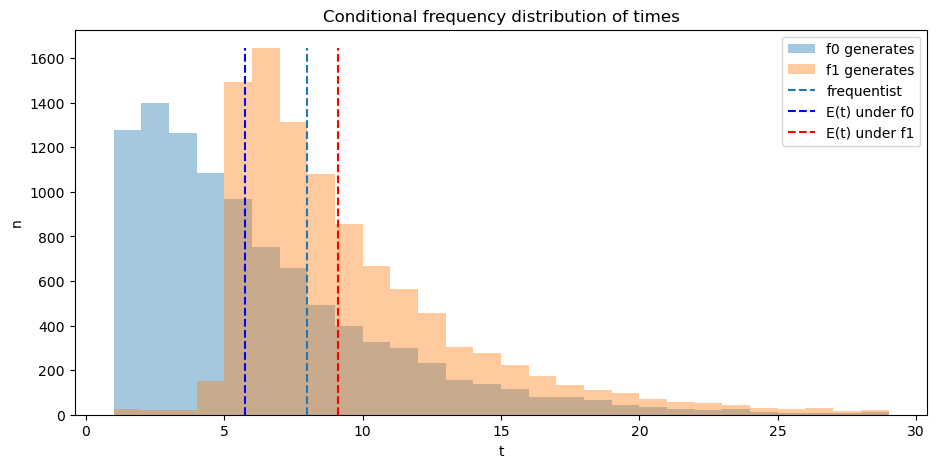 Conditional frequency distribution of times
f0 generates
f1 generates
frequentist
E(t) under f0
E(t) under f1
n
1600
1400
1200
1000
800
600
400
200
0
0 5 10 15 20 25 30
t